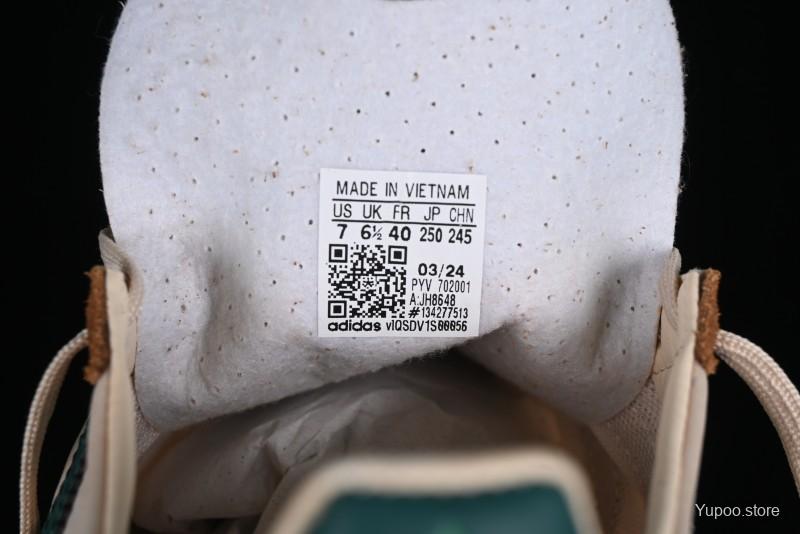 MADE IN VIETNAM
US UK FR JP CHN
7 6½ 40 250 245
03/24
PYV 702001
A:JH8648
#134277513
adidas vIQSDV1S00056
Yupoo.store